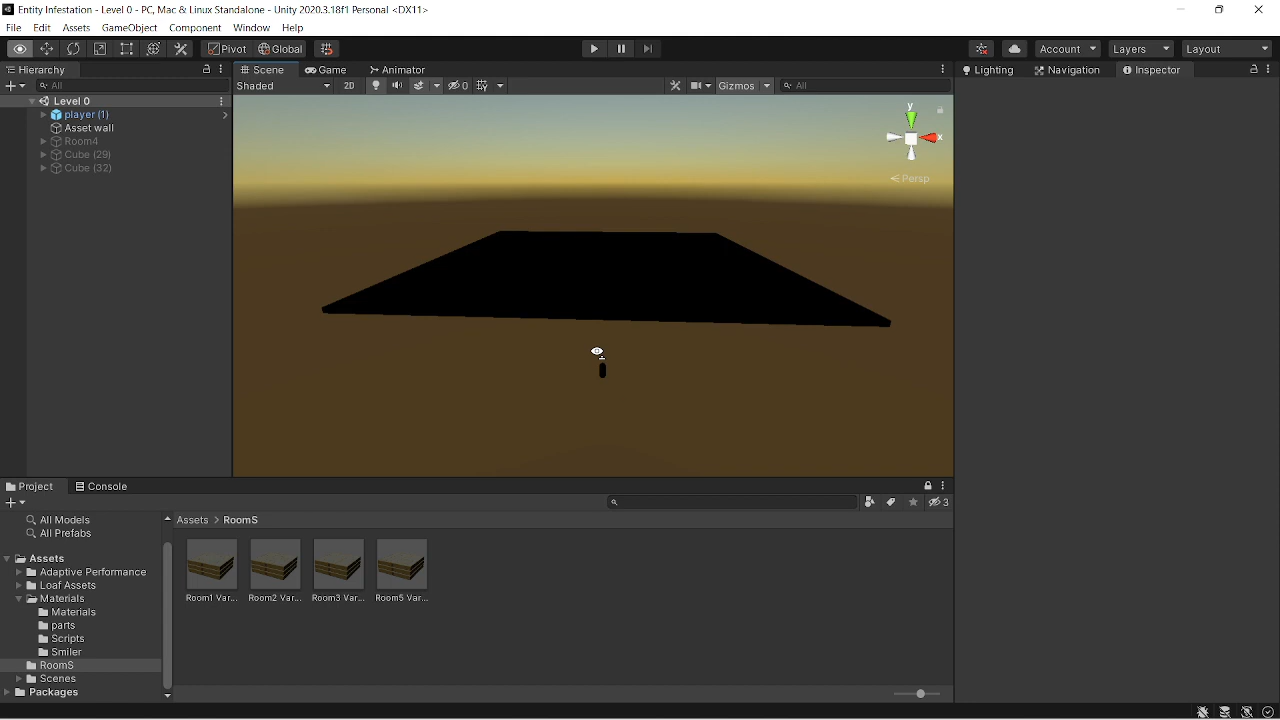 Entity Infestation - Level 0 - PC, Mac & Linux Standalone - Unity 2020.3.18f1 Personal <DX11>
File Edit Assets GameObject Component Window Help
Pivot Global Account Layers Layout
Hierarchy Scene Game Animator Lighting Navigation Inspector
All Shaded 2D 0 Gizmos All
Level 0
player (1)
Asset wall
Room4
Cube (29)
Cube (32)
y
x
Persp
Project Console
3
All Models
All Prefabs
Assets
Adaptive Performance
Loaf Assets
Materials
Materials
parts
Scripts
Smiler
RoomS
Scenes
Packages
Assets > RoomS
Room1 Var... Room2 Var... Room3 Var... Room5 Var...